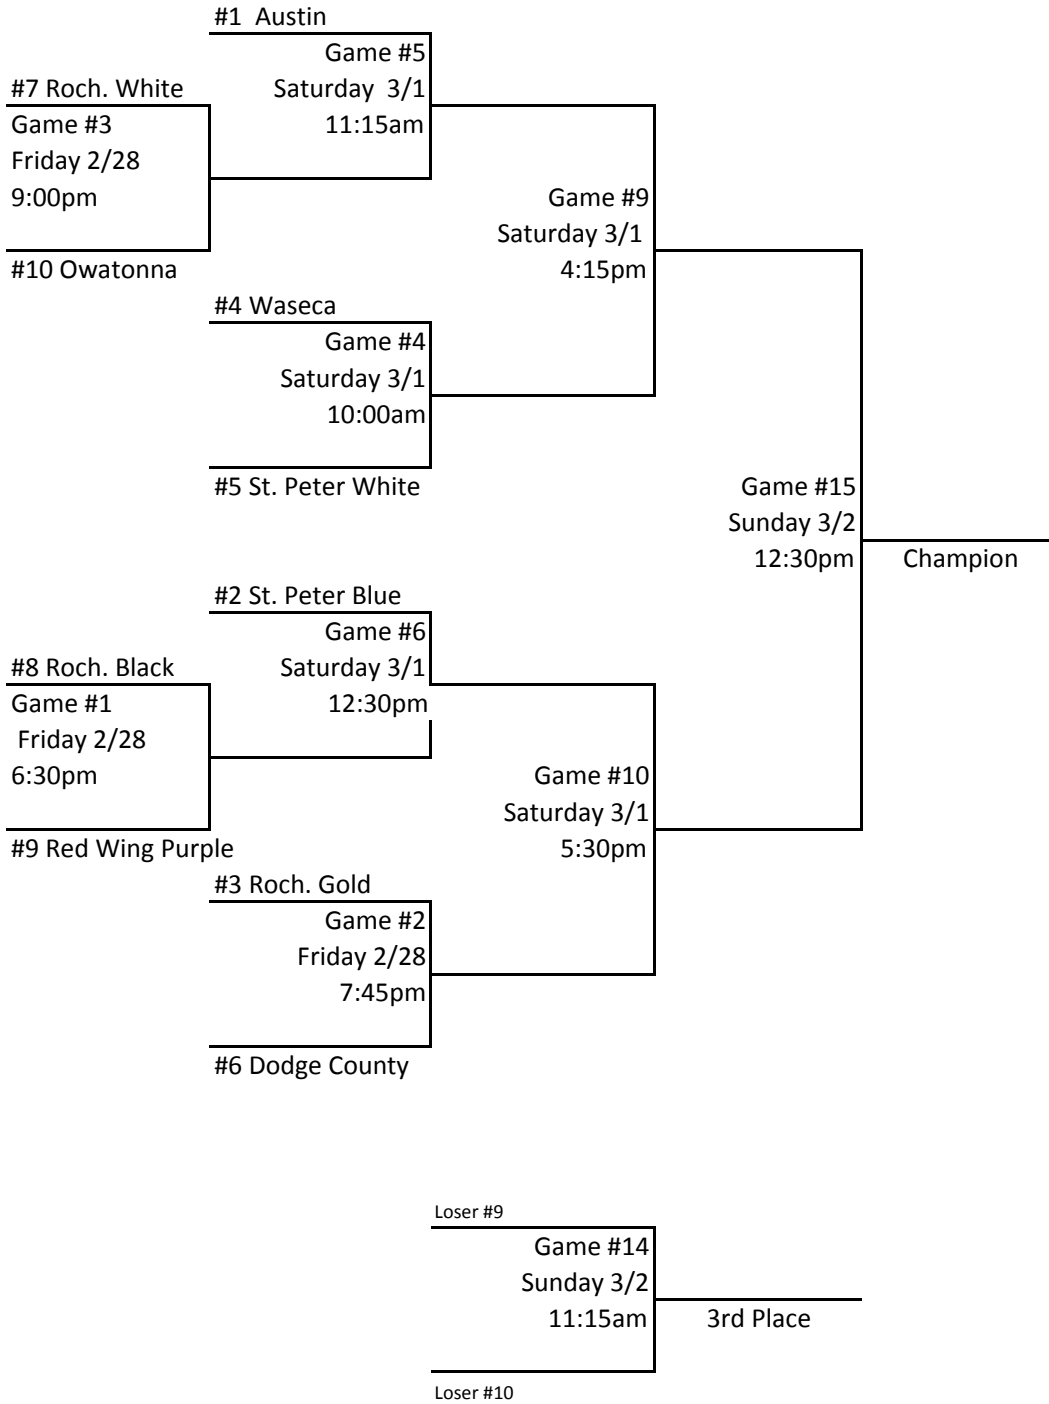 #1  Austin
Game #5
#7 Roch. White
Saturday  3/1
Game #3
11:15am
Friday 2/28
9:00pm
Game #9
Saturday 3/1
#10 Owatonna
4:15pm
#4 Waseca
Game #4
Saturday 3/1
10:00am
#5 St. Peter White
Game #15
Sunday 3/2
12:30pm
Champion
#2 St. Peter Blue
Game #6
#8 Roch. Black
Saturday 3/1
Game #1
12:30pm
Friday 2/28
6:30pm
Game #10
Saturday 3/1
#9 Red Wing Purple
5:30pm
#3 Roch. Gold
Game #2
Friday 2/28
7:45pm
#6 Dodge County
Loser #9
Game #14
Sunday 3/2
11:15am
3rd Place
Loser #10